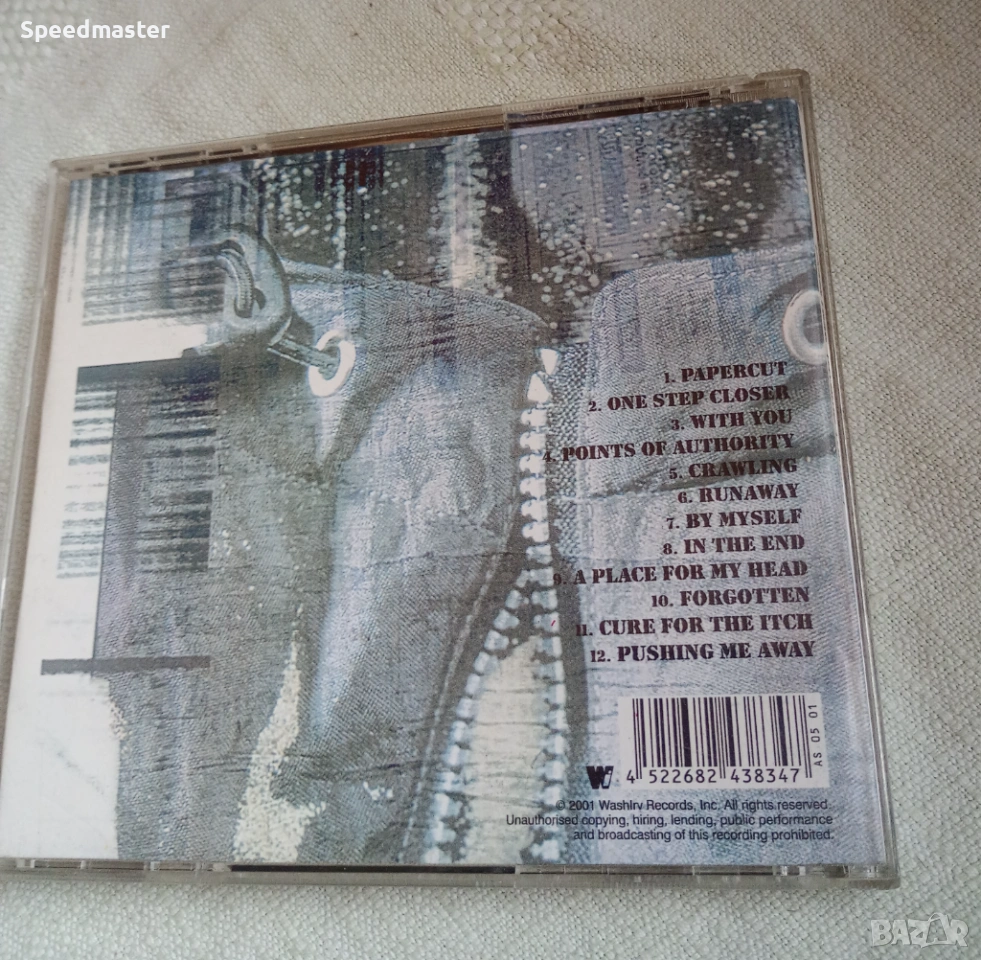 Speedmaster
1. PAPERCUT
2. ONE STEP CLOSER
3. WITH YOU
4. POINTS OF AUTHORITY
5. CRAWLING
6. RUNAWAY
7. BY MYSELF
8. IN THE END
9. A PLACE FOR MY HEAD
10. FORGOTTEN
11. CURE FOR THE ITCH
12. PUSHING ME AWAY
AS 05 01
4 522682 438347
© 2001 Washlrv Records, Inc. All rights reserved.
Unauthorised copying, hiring, lending, public performance
and broadcasting of this recording prohibited.
BAZAR